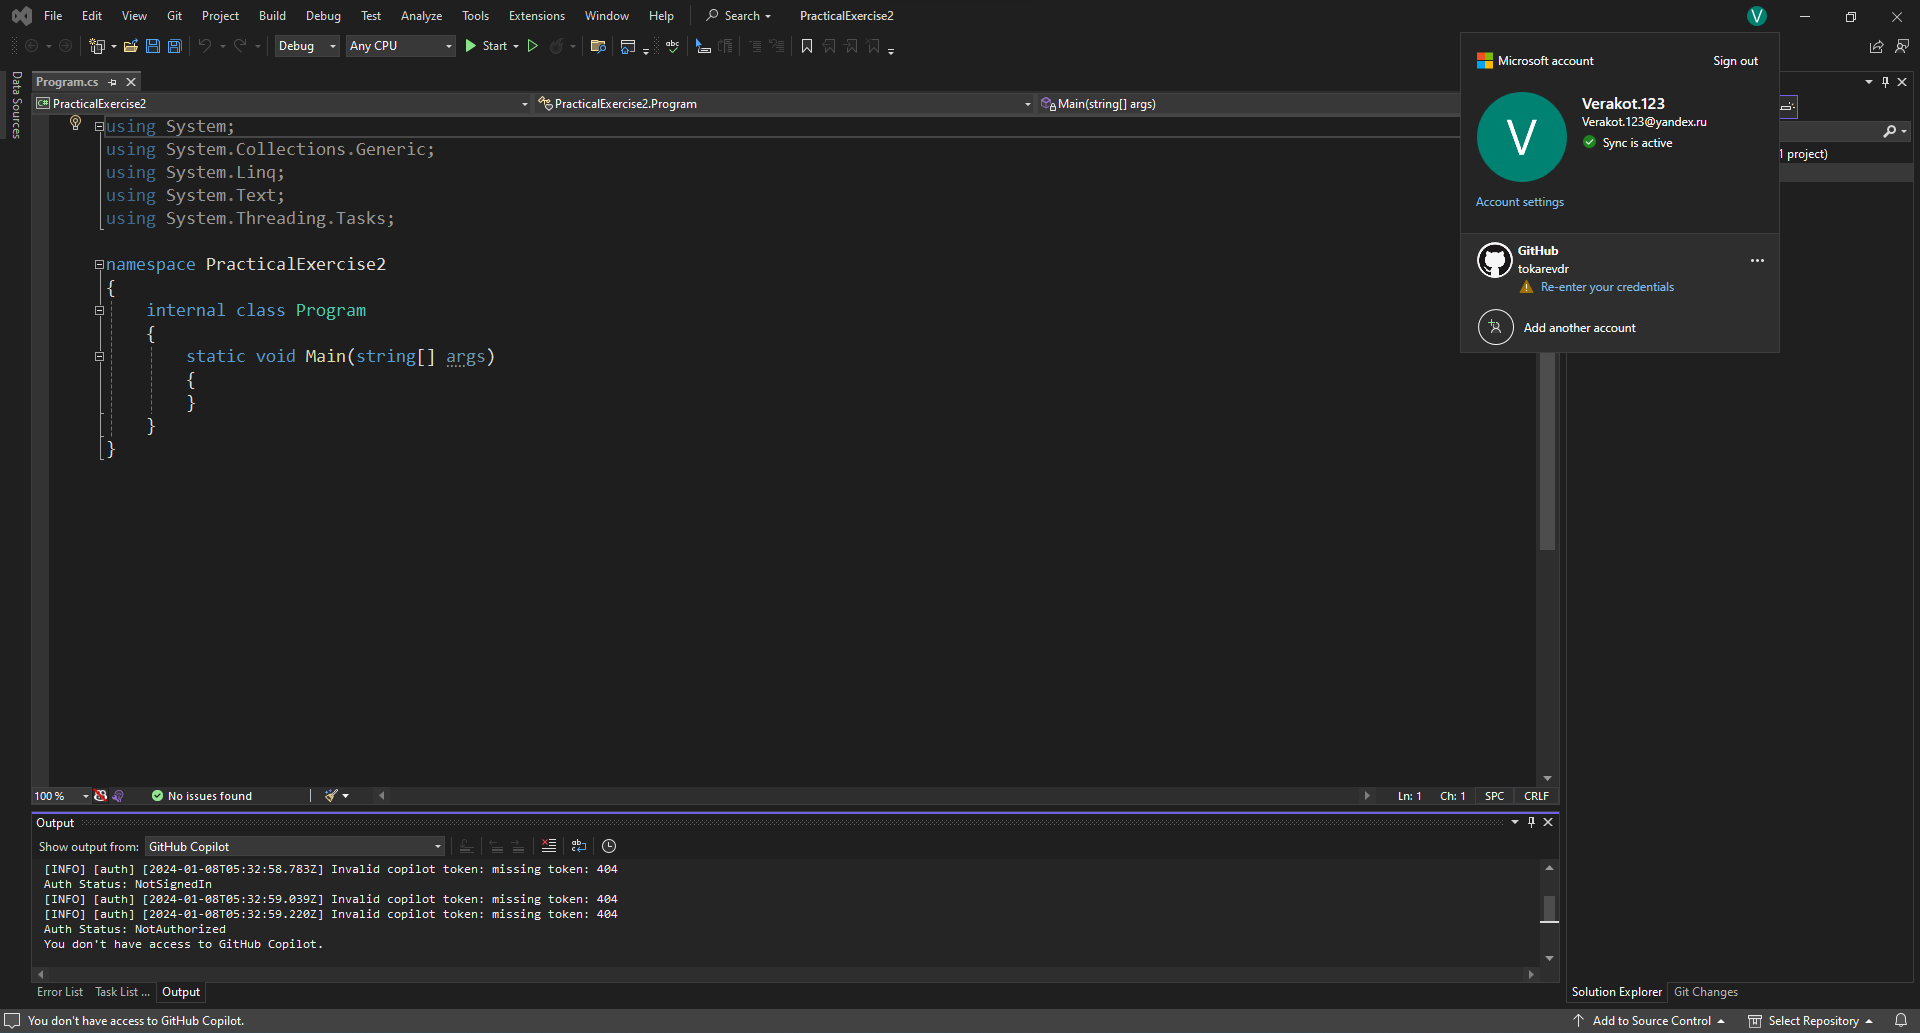 File Edit View Git Project Build Debug Test Analyze Tools Extensions Window Help Search PracticalExercise2 V
Debug Any CPU Start
Data Sources
Program.cs
C# PracticalExercise2 PracticalExercise2.Program Main(string[] args)
using System;
using System.Collections.Generic;
using System.Linq;
using System.Text;
using System.Threading.Tasks;
namespace PracticalExercise2
{
internal class Program
{
static void Main(string[] args)
{
}
}
}
Microsoft account Sign out
V
Verakot.123
Verakot.123@yandex.ru
Sync is active
Account settings
GitHub
tokarevdr
Re-enter your credentials
Add another account
1 project)
100 % No issues found Ln: 1 Ch: 1 SPC CRLF
Output
Show output from: GitHub Copilot
[INFO] [auth] [2024-01-08T05:32:58.783Z] Invalid copilot token: missing token: 404
Auth Status: NotSignedIn
[INFO] [auth] [2024-01-08T05:32:59.039Z] Invalid copilot token: missing token: 404
[INFO] [auth] [2024-01-08T05:32:59.220Z] Invalid copilot token: missing token: 404
Auth Status: NotAuthorized
You don't have access to GitHub Copilot.
Error List Task List ... Output
Solution Explorer Git Changes
You don't have access to GitHub Copilot. Add to Source Control Select Repository